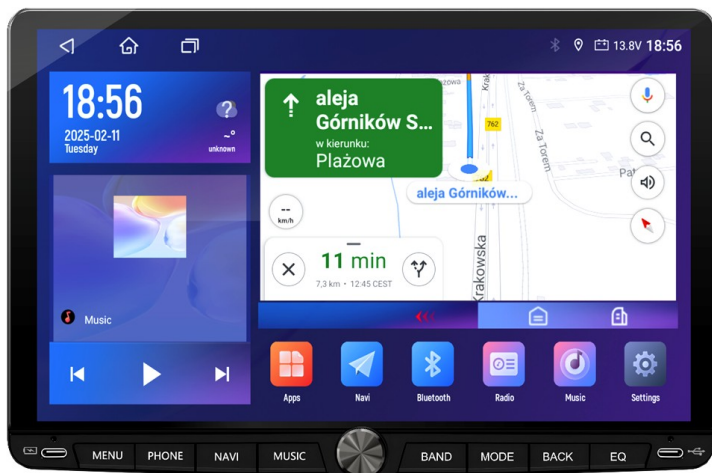 13.8V 18:56
18:56
2025-02-11
Tuesday
?
--°
unknown
aleja
Górników S...
w kierunku:
Plażowa
762
Za Torem
Za Torem
aleja Górników...
--
km/h
Krakowska
11 min
7,3 km • 12:45 CEST
Music
Apps
Navi
Bluetooth
Radio
Music
Settings
MENU
PHONE
NAVI
MUSIC
BAND
MODE
BACK
EQ